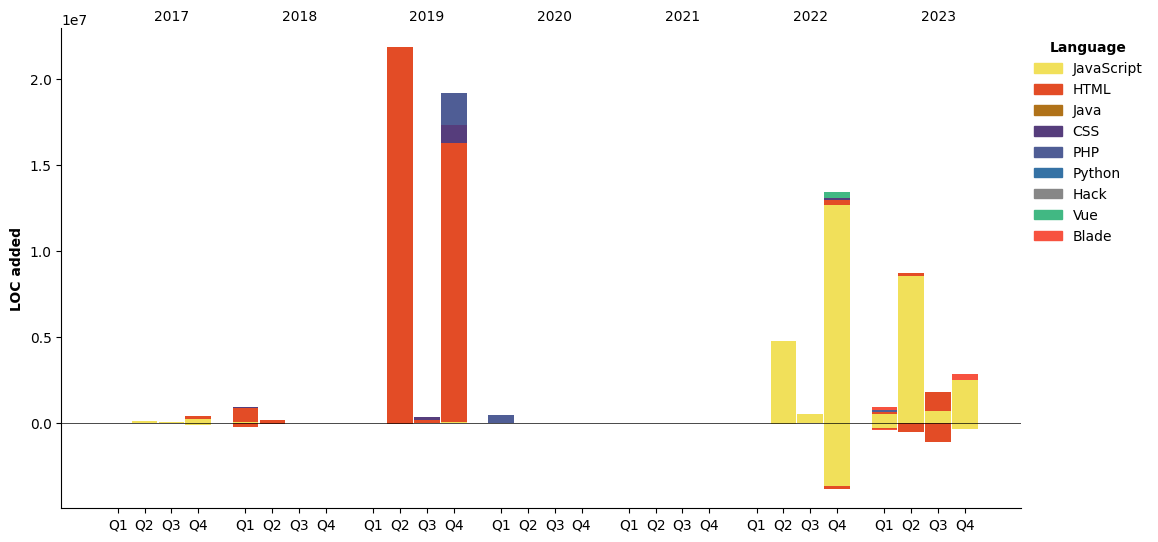 1e7
2017 2018 2019 2020 2021 2022 2023
LOC added
2.0
1.5
1.0
0.5
0.0
Q1 Q2 Q3 Q4 Q1 Q2 Q3 Q4 Q1 Q2 Q3 Q4 Q1 Q2 Q3 Q4 Q1 Q2 Q3 Q4 Q1 Q2 Q3 Q4 Q1 Q2 Q3 Q4
Language
JavaScript
HTML
Java
CSS
PHP
Python
Hack
Vue
Blade